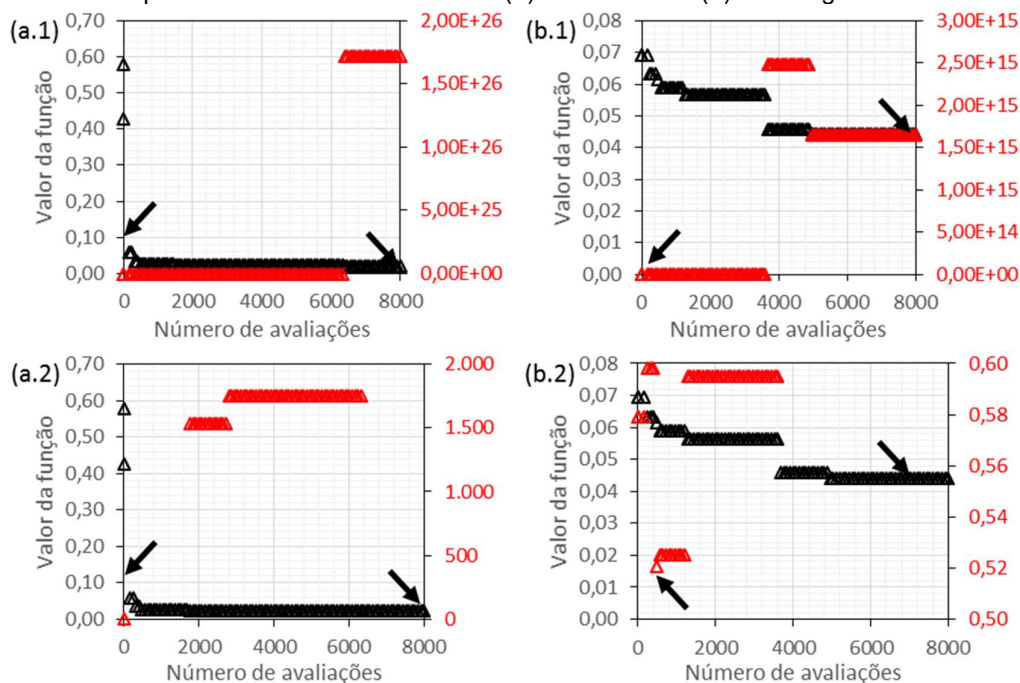 (a.1)
Valor da função
0,70
0,60
0,50
0,40
0,30
0,20
0,10
0,00
2,00E+26
1,50E+26
1,00E+26
5,00E+25
0,00E+00
0 2000 4000 6000 8000
Número de avaliações
(b.1)
Valor da função
0,08
0,07
0,06
0,05
0,04
0,03
0,02
0,01
0,00
3,00E+15
2,50E+15
2,00E+15
1,50E+15
1,00E+15
5,00E+14
0,00E+00
0 2000 4000 6000 8000
Número de avaliações
(a.2)
Valor da função
0,70
0,60
0,50
0,40
0,30
0,20
0,10
0,00
2.000
1.500
1.000
500
0
0 2000 4000 6000 8000
Número de avaliações
(b.2)
Valor da função
0,08
0,07
0,06
0,05
0,04
0,03
0,02
0,01
0,00
0,60
0,58
0,56
0,54
0,52
0,50
0 2000 4000 6000 8000
Número de avaliações